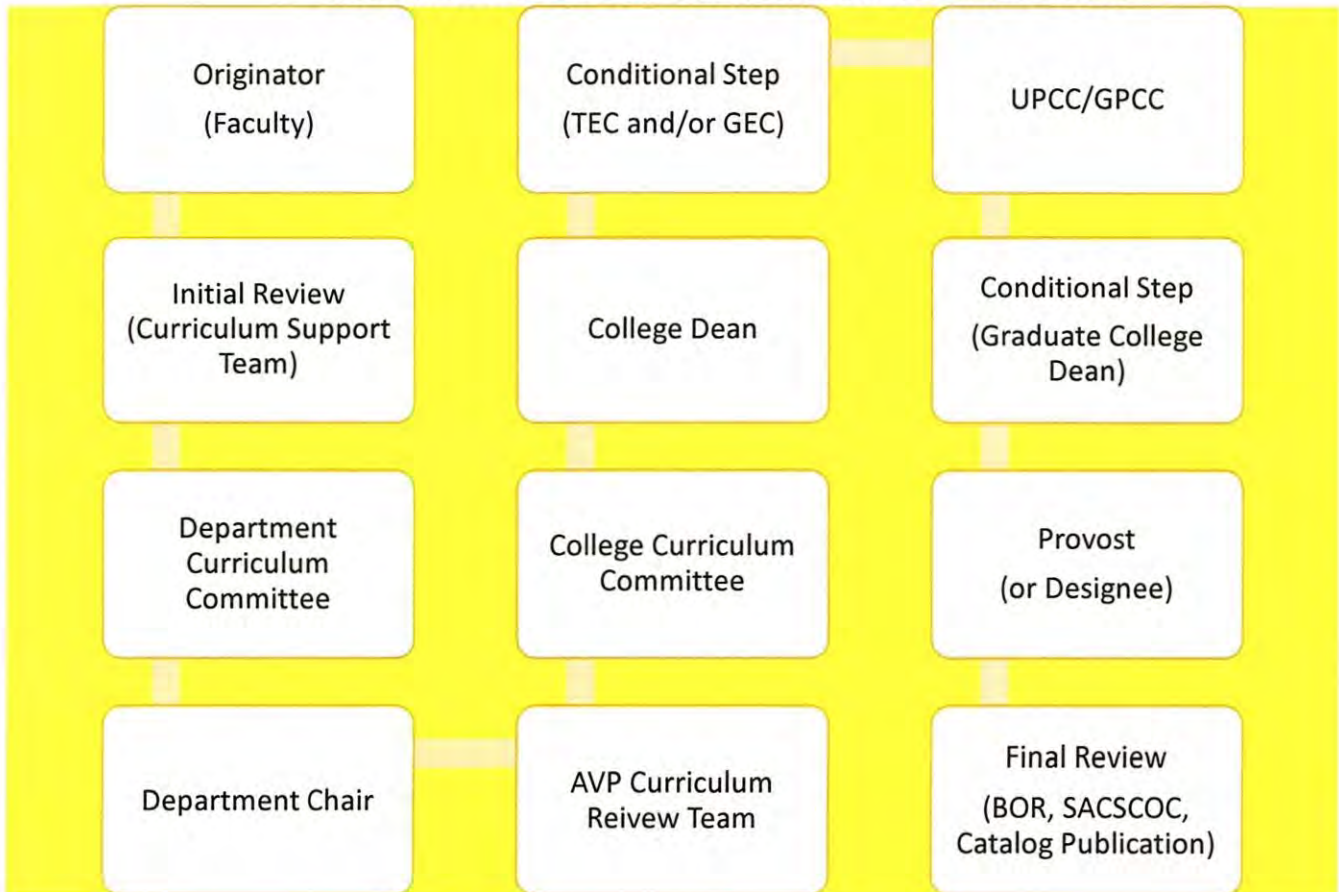 Originator
(Faculty)
Initial Review
(Curriculum Support
Team)
Department
Curriculum
Committee
Department Chair
AVP Curriculum
Reivew Team
College Curriculum
Committee
College Dean
Conditional Step
(TEC and/or GEC)
UPCC/GPCC
Conditional Step
(Graduate College
Dean)
Provost
(or Designee)
Final Review
(BOR, SACSCOC,
Catalog Publication)